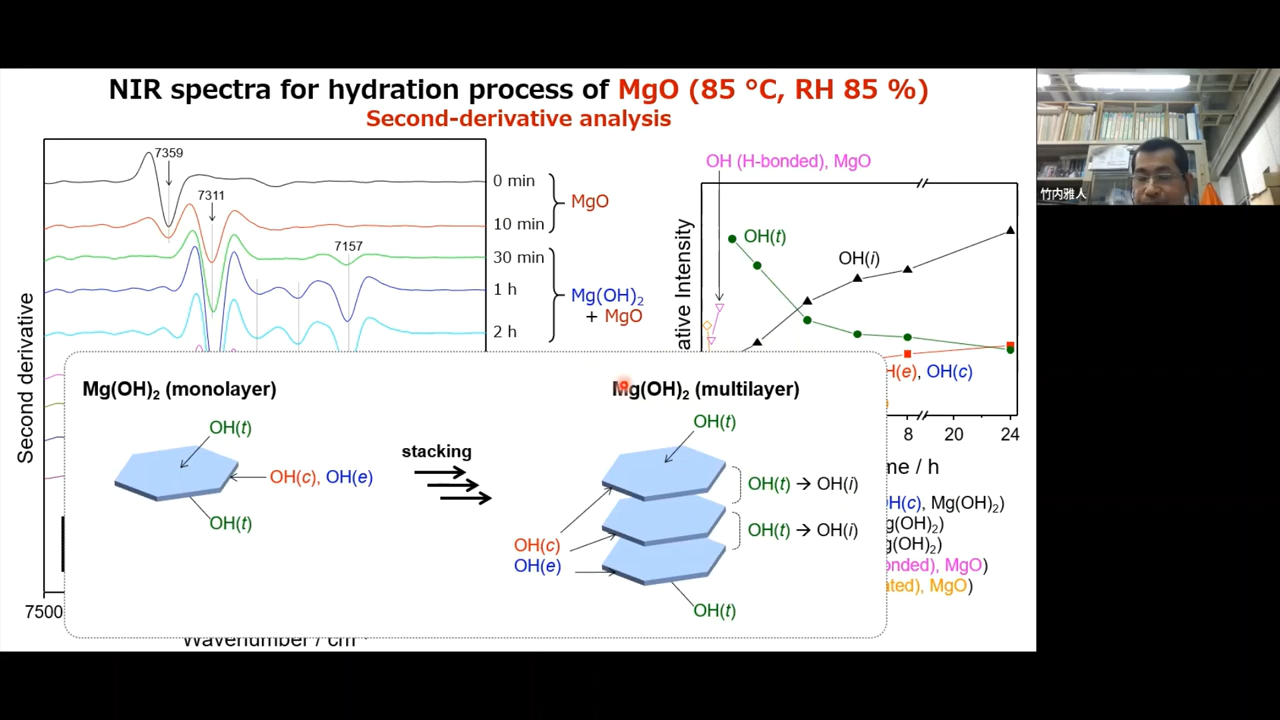 NIR spectra for hydration process of MgO (85 °C, RH 85 %)
Second-derivative analysis
7359
7311
7157
0 min
10 min
30 min
1 h
2 h
MgO
Mg(OH)₂
+ MgO
Second derivative
7500
Wavenumber / cm
OH (H-bonded), MgO
OH(t)
OH(i)
ative Intensity
H(e), OH(c)
8 20 24
me / h
H(c), Mg(OH)₂)
g(OH)₂)
g(OH)₂)
onded), MgO)
ated), MgO)
Mg(OH)₂ (monolayer)
OH(t)
OH(c), OH(e)
OH(t)
stacking
Mg(OH)₂ (multilayer)
OH(t)
OH(t) → OH(i)
OH(t) → OH(i)
OH(c)
OH(e)
OH(t)
竹内雅人